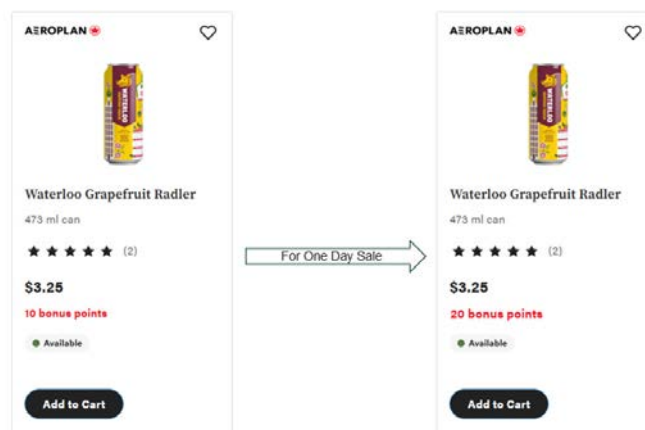 AEROPLAN
WATERLOO
Waterloo Grapefruit Radler
473 ml can
(2)
$3.25
10 bonus points
Available
Add to Cart
For One Day Sale
AEROPLAN
WATERLOO
Waterloo Grapefruit Radler
473 ml can
(2)
$3.25
20 bonus points
Available
Add to Cart